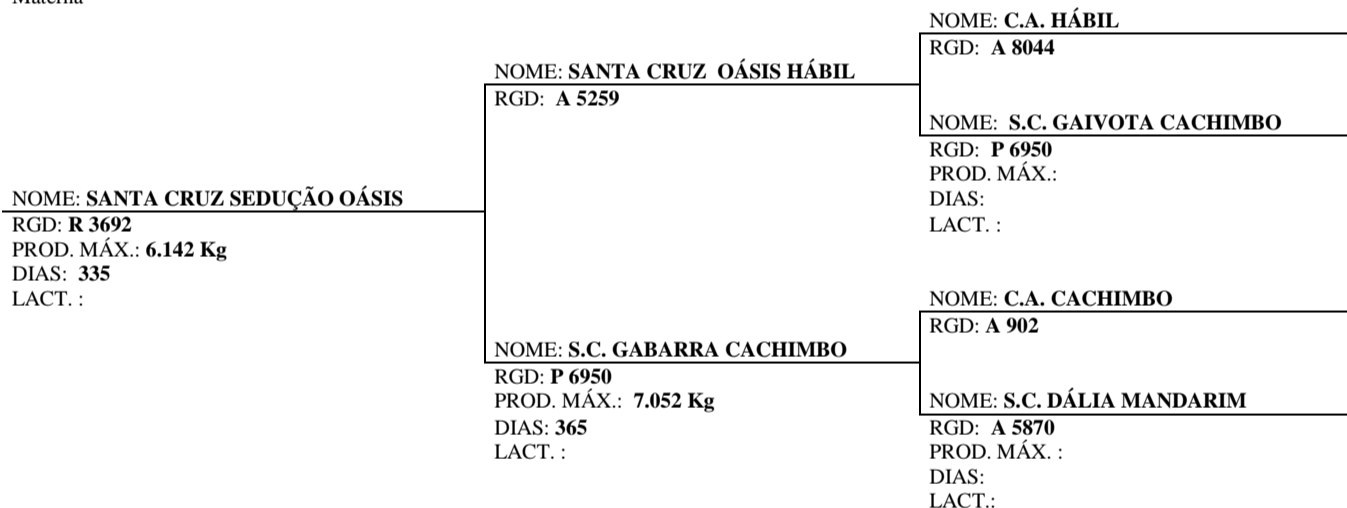 Materna
NOME: C.A. HÁBIL
RGD: A 8044
NOME: SANTA CRUZ OÁSIS HÁBIL
RGD: A 5259
NOME: S.C. GAIVOTA CACHIMBO
RGD: P 6950
PROD. MÁX.:
DIAS:
LACT. :
NOME: SANTA CRUZ SEDUÇÃO OÁSIS
RGD: R 3692
PROD. MÁX.: 6.142 Kg
DIAS: 335
LACT. :
NOME: C.A. CACHIMBO
RGD: A 902
NOME: S.C. GABARRA CACHIMBO
RGD: P 6950
PROD. MÁX.: 7.052 Kg
DIAS: 365
LACT. :
NOME: S.C. DÁLIA MANDARIM
RGD: A 5870
PROD. MÁX. :
DIAS:
LACT.: